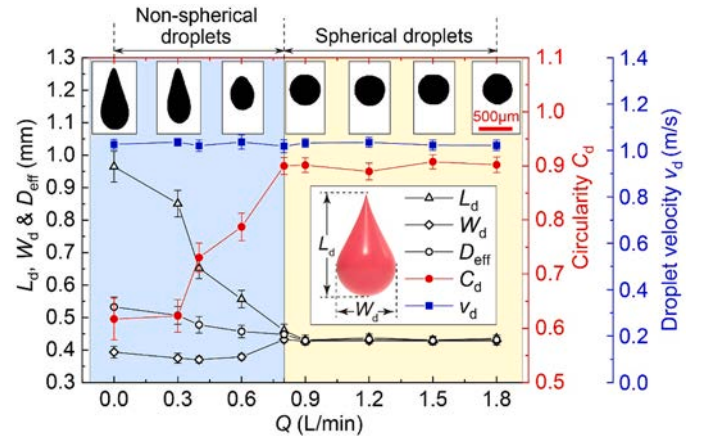 Non-spherical
droplets
Spherical droplets
1.3
1.2
1.1
1.0
0.9
0.8
0.7
0.6
0.5
0.4
0.3
L_d, W_d & D_eff (mm)
500μm
L_d
W_d
L_d
W_d
D_eff
C_d
v_d
0.0
0.3
0.6
0.9
1.2
1.5
1.8
Q (L/min)
1.1
1.0
0.9
0.8
0.7
0.6
0.5
Circularity C_d
1.4
1.2
1.0
0.8
0.6
0.4
0.2
0.0
Droplet velocity v_d (m/s)